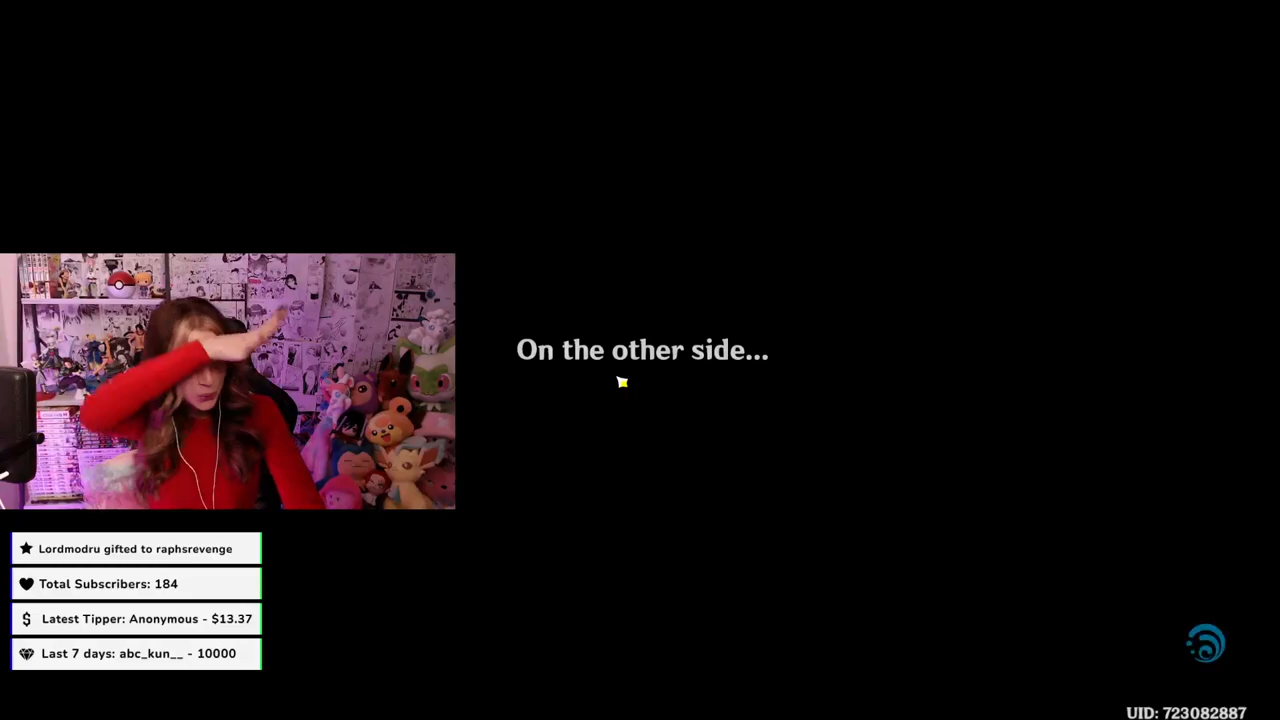 On the other side...
Lordmodru gifted to raphsrevenge
Total Subscribers: 184
Latest Tipper: Anonymous - $13.37
Last 7 days: abc_kun__ - 10000
UID: 723082887